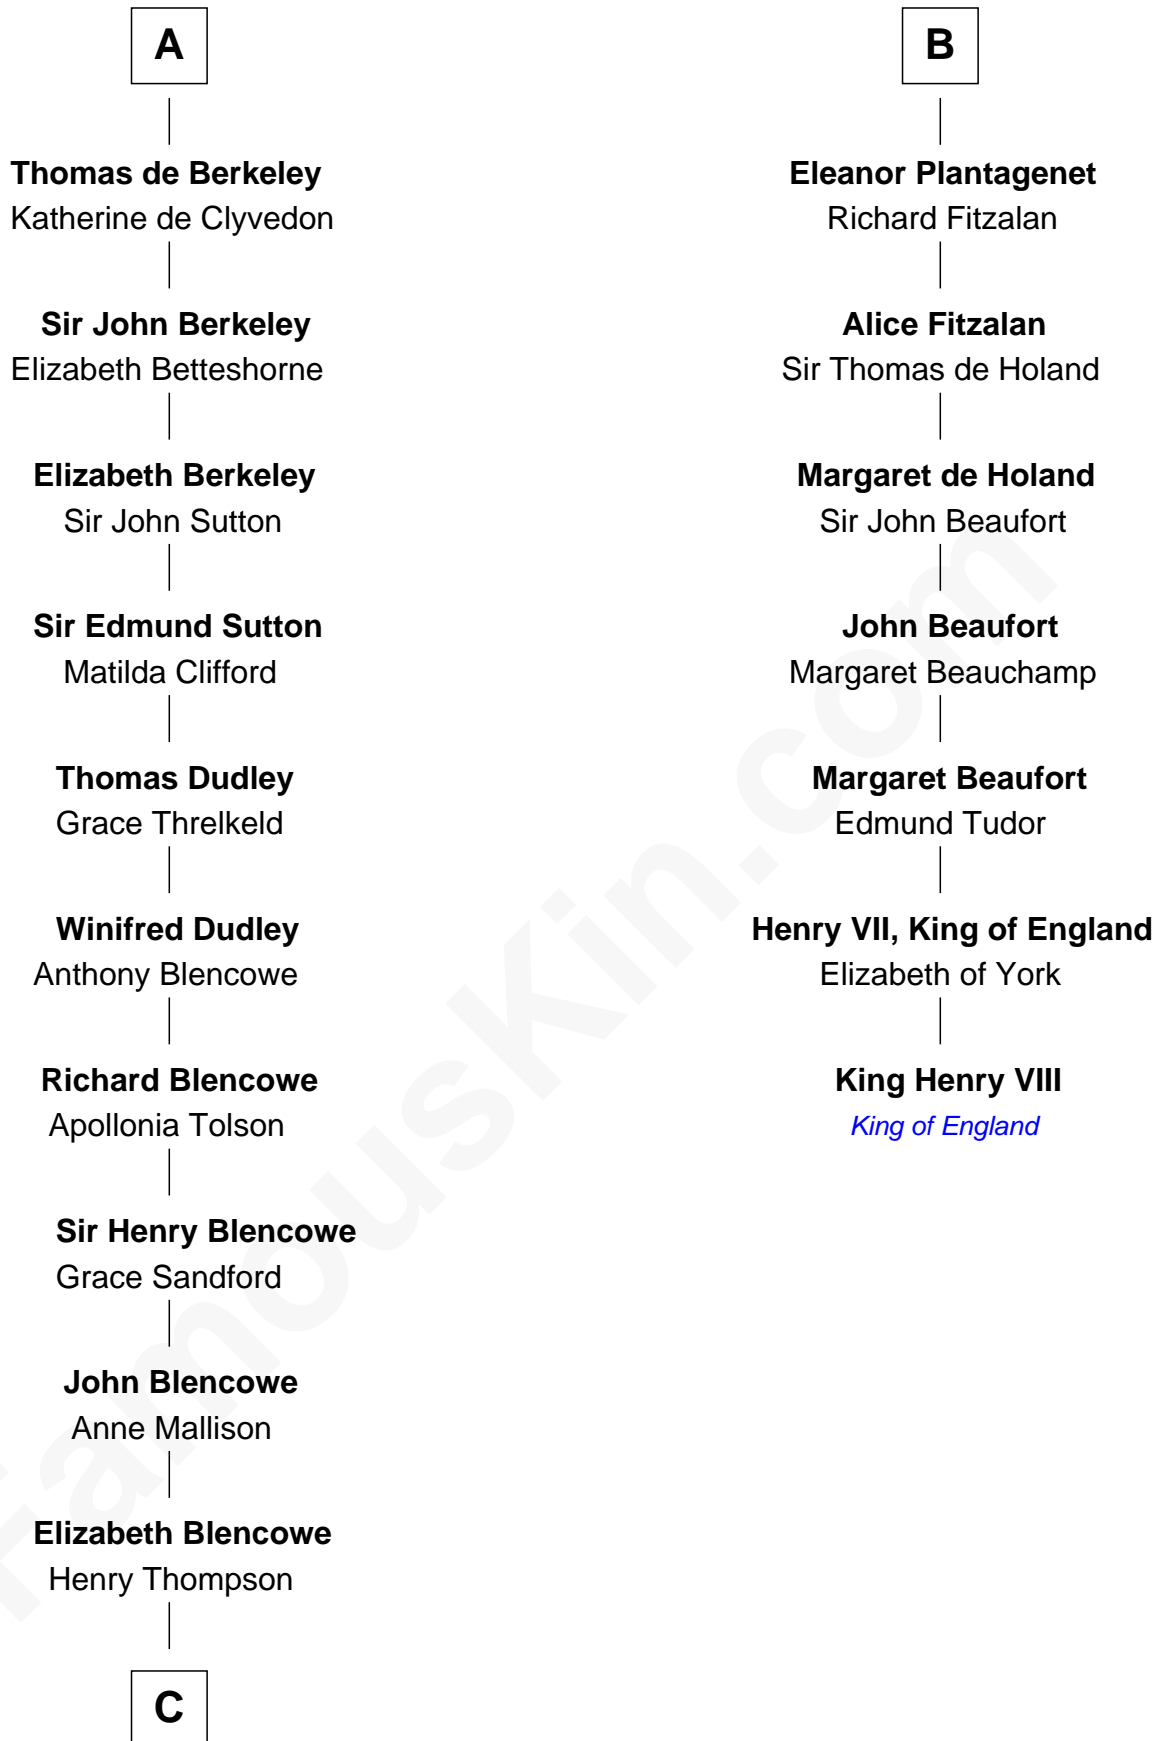 A
Thomas de Berkeley
Katherine de Clyvedon
Sir John Berkeley
Elizabeth Betteshorne
Elizabeth Berkeley
Sir John Sutton
Sir Edmund Sutton
Matilda Clifford
Thomas Dudley
Grace Threlkeld
Winifred Dudley
Anthony Blencowe
Richard Blencowe
Apollonia Tolson
Sir Henry Blencowe
Grace Sandford
John Blencowe
Anne Mallison
Elizabeth Blencowe
Henry Thompson
C
B
Eleanor Plantagenet
Richard Fitzalan
Alice Fitzalan
Sir Thomas de Holand
Margaret de Holand
Sir John Beaufort
John Beaufort
Margaret Beauchamp
Margaret Beaufort
Edmund Tudor
Henry VII, King of England
Elizabeth of York
King Henry VIII
King of England
FamousKin.com